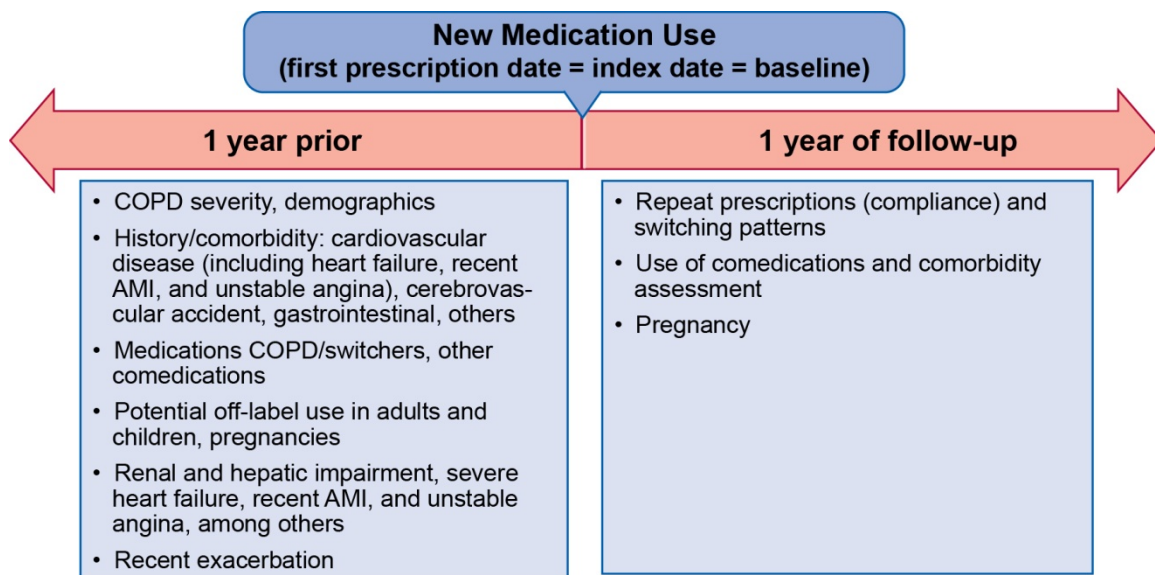 New Medication Use
(first prescription date = index date = baseline)
1 year prior
1 year of follow-up
• COPD severity, demographics
• History/comorbidity: cardiovascular
disease (including heart failure, recent
AMI, and unstable angina), cerebrovas-
cular accident, gastrointestinal, others
• Medications COPD/switchers, other
comedications
• Potential off-label use in adults and
children, pregnancies
• Renal and hepatic impairment, severe
heart failure, recent AMI, and unstable
angina, among others
• Recent exacerbation
• Repeat prescriptions (compliance) and
switching patterns
• Use of comedications and comorbidity
assessment
• Pregnancy